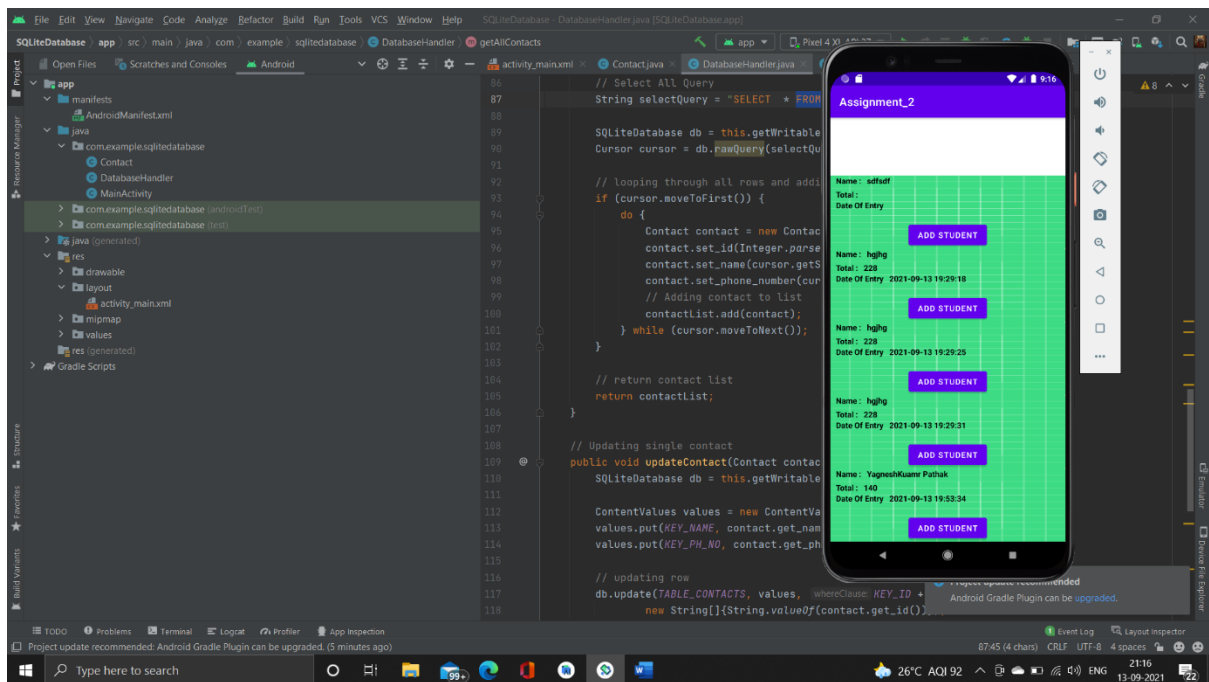 File Edit View Navigate Code Analyze Refactor Build Run Tools VCS Window Help SQLiteDatabase - DatabaseHandler.java [SQLiteDatabase.app]
SQLiteDatabase app src main java com example sqlitedatabase DatabaseHandler getAllContacts app Pixel 4 XL API 27
Open Files Scratches and Consoles Android activity_main.xml Contact.java DatabaseHandler.java
Project
Resource Manager
Structure
Favorites
Build Variants
app
manifests
AndroidManifest.xml
java
com.example.sqlitedatabase
Contact
DatabaseHandler
MainActivity
com.example.sqlitedatabase (androidTest)
com.example.sqlitedatabase (test)
java (generated)
res
drawable
layout
activity_main.xml
mipmap
values
res (generated)
Gradle Scripts
86 // Select All Query
87 String selectQuery = "SELECT * FROM
88
89 SQLiteDatabase db = this.getWritable
90 Cursor cursor = db.rawQuery(selectQu
91
92 // looping through all rows and addi
93 if (cursor.moveToFirst()) {
94 do {
95 Contact contact = new Contac
96 contact.set_id(Integer.parse
97 contact.set_name(cursor.getS
98 contact.set_phone_number(cur
99 // Adding contact to list
100 contactList.add(contact);
101 } while (cursor.moveToNext());
102 }
103
104 // return contact list
105 return contactList;
106 }
107
108 // Updating single contact
109 @ public void updateContact(Contact contac
110 SQLiteDatabase db = this.getWritable
111
112 ContentValues values = new ContentVa
113 values.put(KEY_NAME, contact.get_nam
114 values.put(KEY_PH_NO, contact.get_ph
115
116 // updating row
117 db.update(TABLE_CONTACTS, values, whereClause: KEY_ID +
118 new String[]{String.valueOf(contact.get_id())
9:16
Assignment_2
Name : sdfsdf
Total :
Date Of Entry
ADD STUDENT
Name : hgjhg
Total : 228
Date Of Entry 2021-09-13 19:29:18
ADD STUDENT
Name : hgjhg
Total : 228
Date Of Entry 2021-09-13 19:29:25
ADD STUDENT
Name : hgjhg
Total : 228
Date Of Entry 2021-09-13 19:29:31
ADD STUDENT
Name : YagneshKuamr Pathak
Total : 140
Date Of Entry 2021-09-13 19:53:34
ADD STUDENT
8
Gradle
Emulator
Device File Explorer
Project update recommended
Android Gradle Plugin can be upgraded.
TODO Problems Terminal Logcat Profiler App Inspection 1 Event Log Layout Inspector
Project update recommended: Android Gradle Plugin can be upgraded. (5 minutes ago) 87:45 (4 chars) CRLF UTF-8 4 spaces
Type here to search 99+ 26°C AQI 92 ENG 21:16
13-09-2021 22